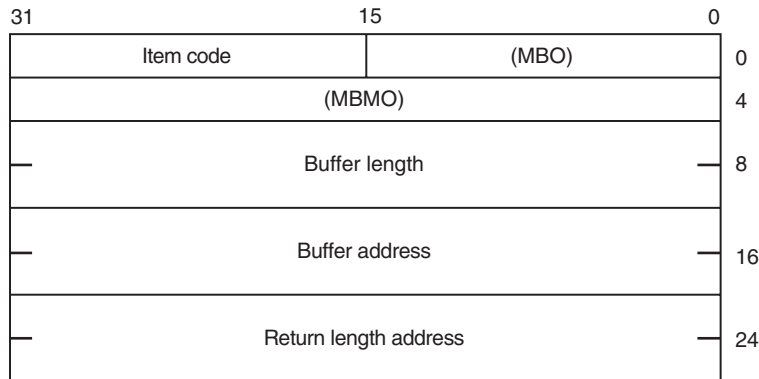 31 15 0
Item code (MBO) 0
(MBMO) 4
Buffer length 8
Buffer address 16
Return length address 24